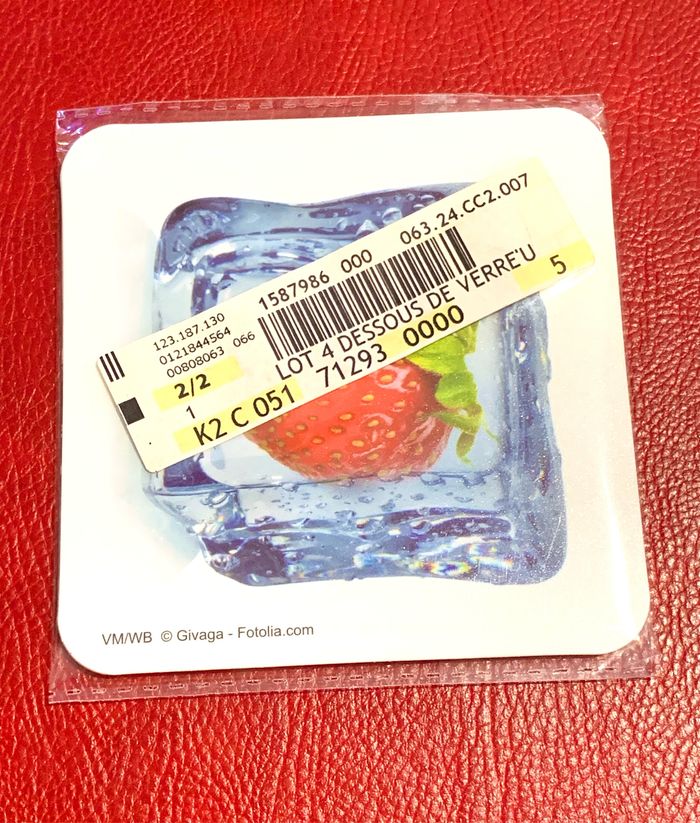 063.24.CC2.007
1587986 000
123.187.130
0121844564
00808063 066
LOT 4 DESSOUS DE VERRE'U
5
2/2
71293 0000
1
K2 C 051
VM/WB © Givaga - Fotolia.com